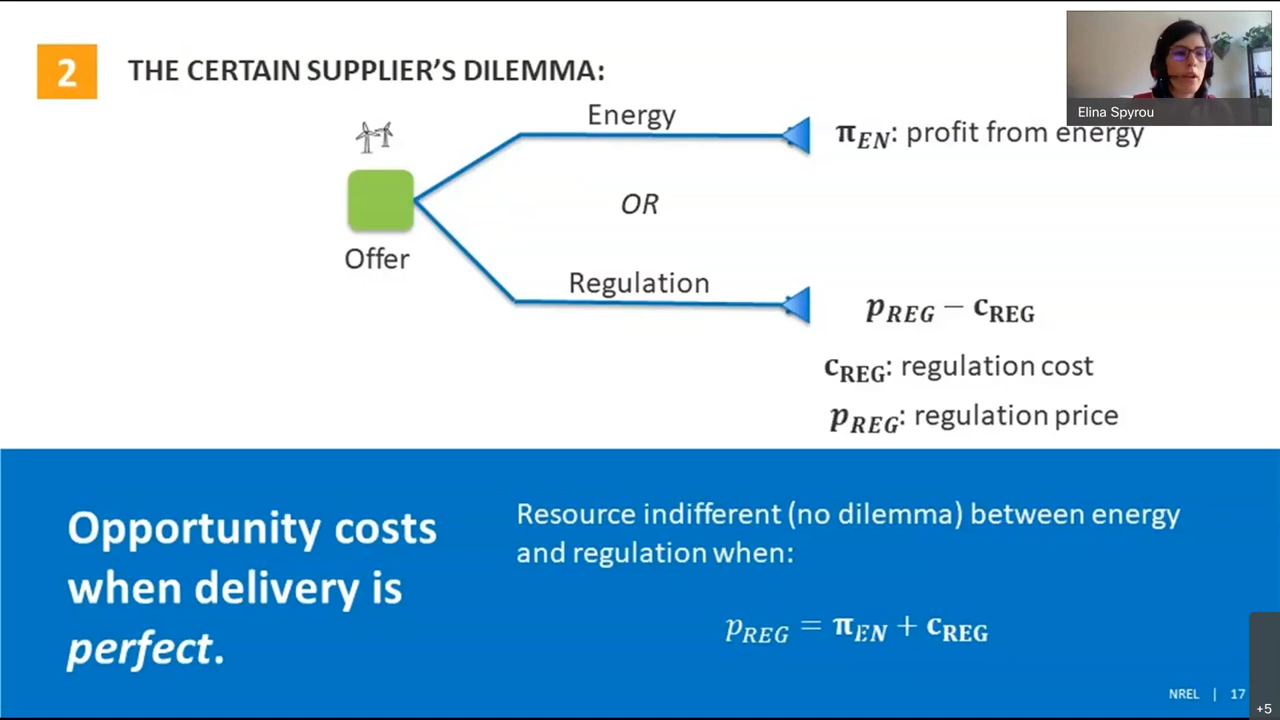 2
THE CERTAIN SUPPLIER'S DILEMMA:
Elina Spyrou
Energy
π_EN: profit from energy
OR
Offer
Regulation
p_REG − c_REG
c_REG: regulation cost
p_REG: regulation price
Opportunity costs
when delivery is
perfect.
Resource indifferent (no dilemma) between energy
and regulation when:
p_REG = π_EN + c_REG
NREL | 17
+5